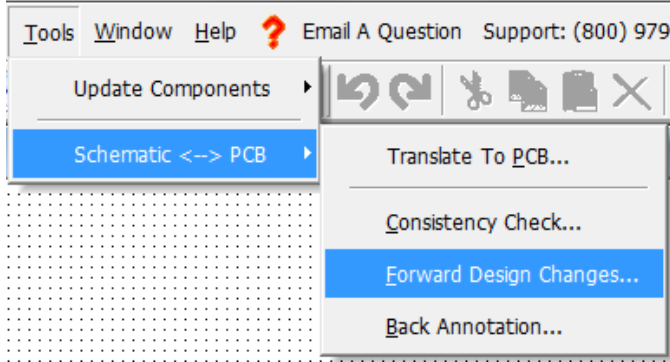 Tools Window Help ? Email A Question Support: (800) 979
Update Components
Schematic <--> PCB
Translate To PCB...
Consistency Check...
Forward Design Changes...
Back Annotation...